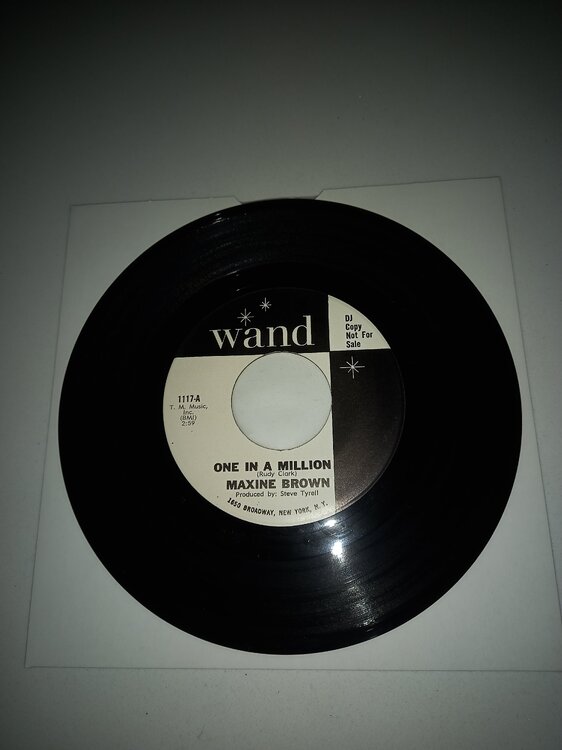 wand
DJ
Copy
Not For
Sale
1117-A
T. M. Music,
Inc.
(BMI)
2:59
ONE IN A MILLION
(Rudy Clark)
MAXINE BROWN
Produced by: Steve Tyrell
1650 BROADWAY, NEW YORK, N. Y.